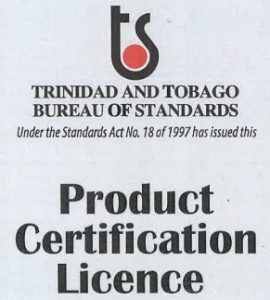 ts
TRINIDAD AND TOBAGO
BUREAU OF STANDARDS
Under the Standards Act No. 18 of 1997 has issued this
Product
Certification
Licence